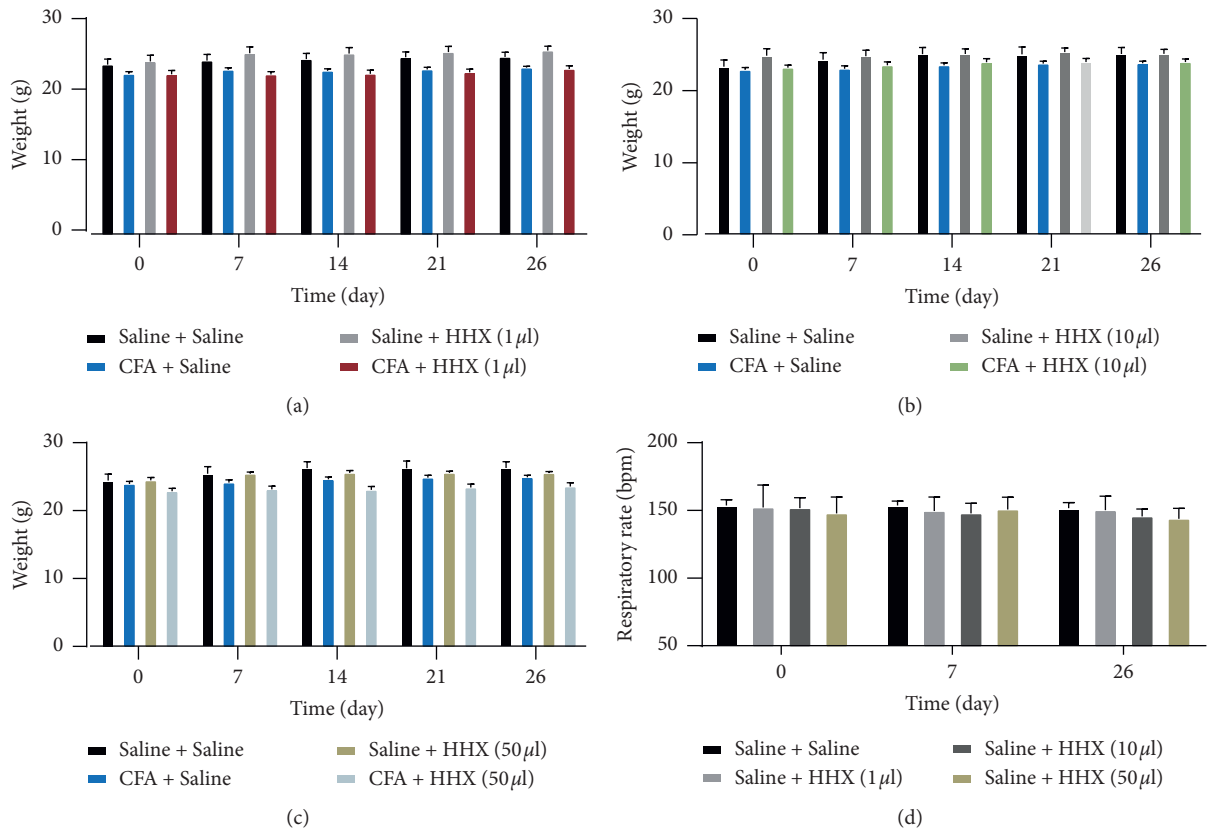 30
20
10
0
Weight (g)
0 7 14 21 26
Time (day)
Saline + Saline Saline + HHX (1 µl)
CFA + Saline CFA + HHX (1 µl)
(a)
30
20
10
0
Weight (g)
0 7 14 21 26
Time (day)
Saline + Saline Saline + HHX (10 µl)
CFA + Saline CFA + HHX (10 µl)
(b)
30
20
10
0
Weight (g)
0 7 14 21 26
Time (day)
Saline + Saline Saline + HHX (50 µl)
CFA + Saline CFA + HHX (50 µl)
(c)
200
150
100
50
Respiratory rate (bpm)
0 7 26
Time (day)
Saline + Saline Saline + HHX (10 µl)
Saline + HHX (1 µl) Saline + HHX (50 µl)
(d)